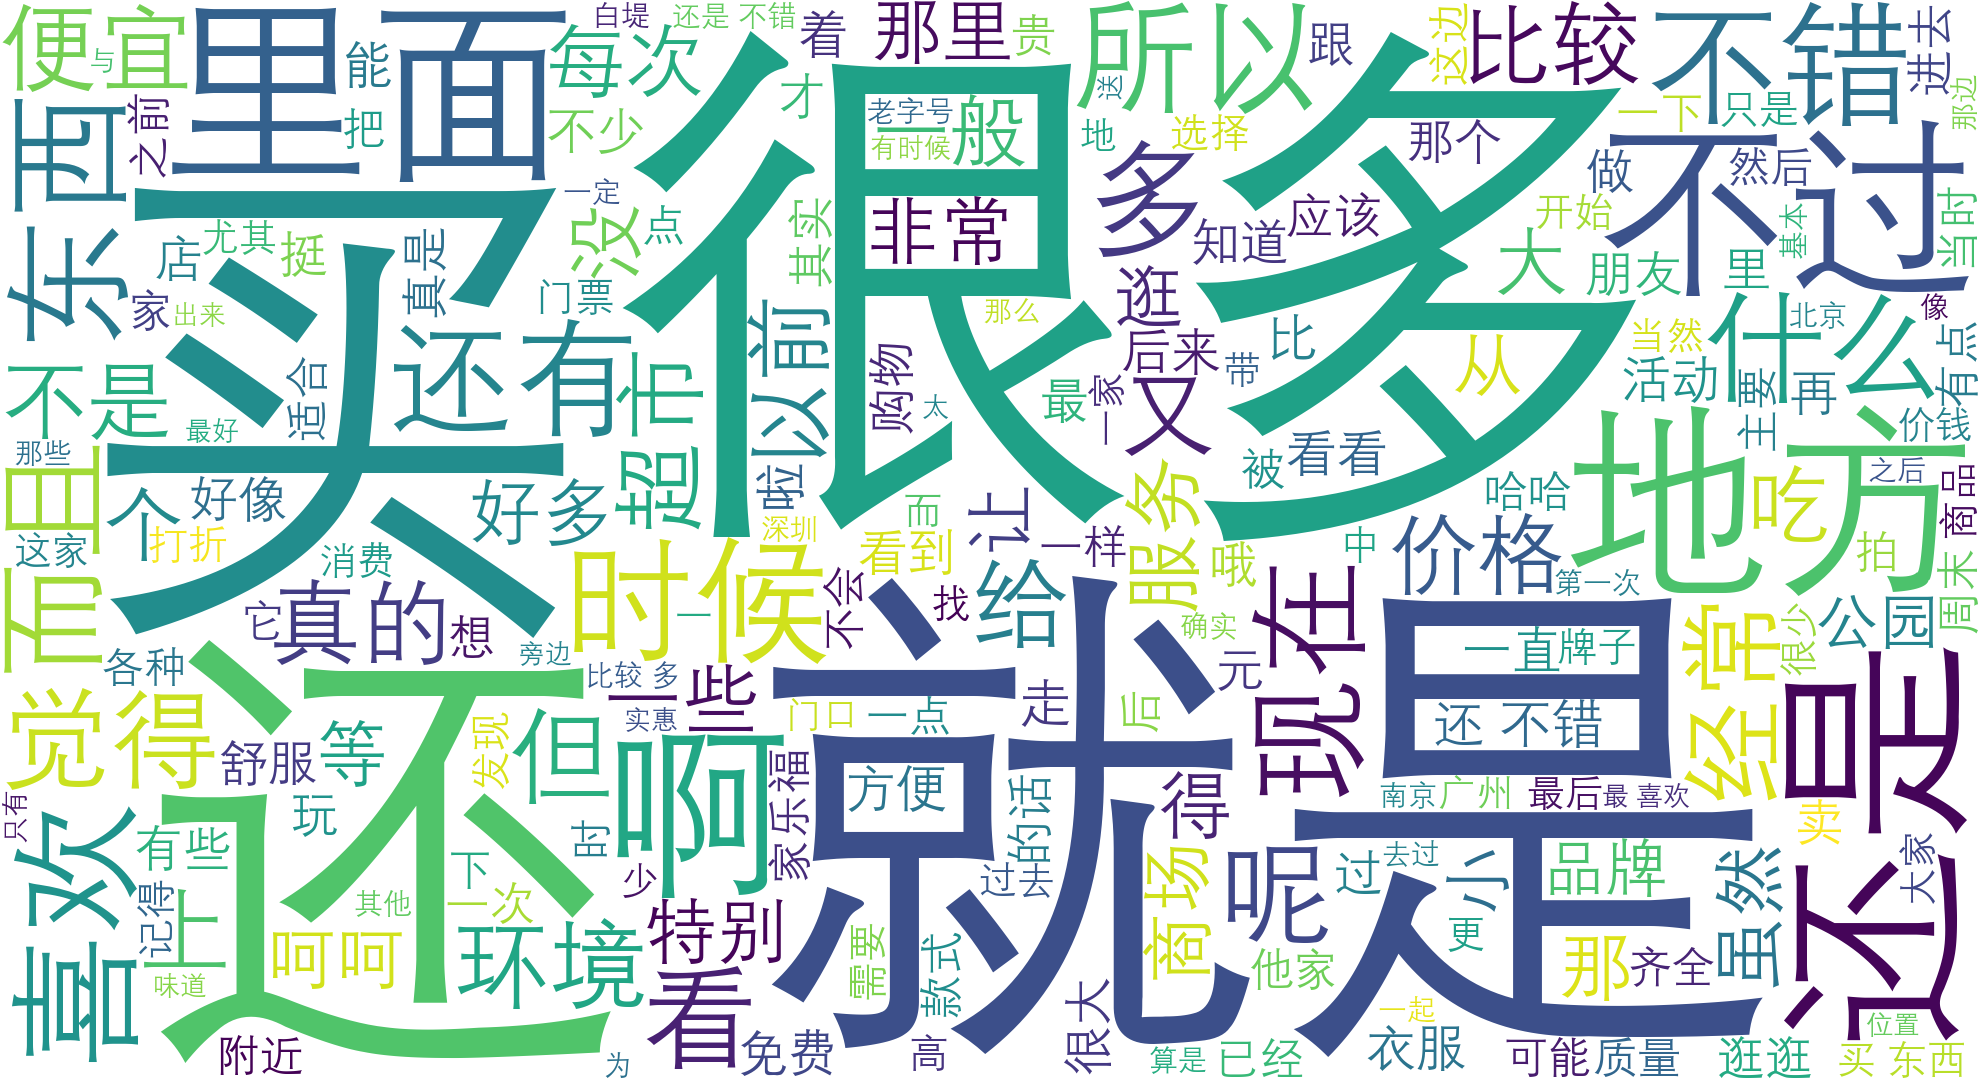 便宜
与
里面
能
把
每次
白堤
还是 不错
着
那里
贵
所以
跟
这边
比较
不错
进去
东西
之前
不少
才
老字号
一般
有时候
地
送
选择
那个
一下
只是
那边
买
很多
不过
做
然后
一定
没
点
其实
非常
多
知道
应该
开始
基本
当时
店
尤其
挺
真是
家
出来
门票
逛
大
朋友
里
不是
适合
最好
还有
超市
以前
那么
后来
购物
太
最
一家
又
带
比
从
当然
什么
北京
像
活动
主要
再
有点
价钱
而且
那些
个
好像
这家
打折
好多
消费
啦
深圳
而
看到
让
一样
服务
哦
被
看看
哈哈
中
价格
第一次
地方
吃
拍
之后
商品
周末
它
真的
想
各种
时候
一
不会
找
给
确实
元
现在
一直
牌子
经常
很少
公园
还是
旁边
比较 多
实惠
一些
门口
一点
走
后
还 不错
觉得
舒服
等
发现
但
还
啊
就是
家乐福
方便
的话
得
南京
广州
最后
最 喜欢
卖
只有
喜欢
有些
玩
时
下
一次
其他
少
过去
商场
呢
过
去过
小
更
品牌
虽然
大家
记得
上
味道
呵呵
环境
特别
看
需要
款式
很大
他家
那
齐全
附近
为
免费
高
算是
已经
一起
衣服
可能
质量
逛逛
位置
买 东西